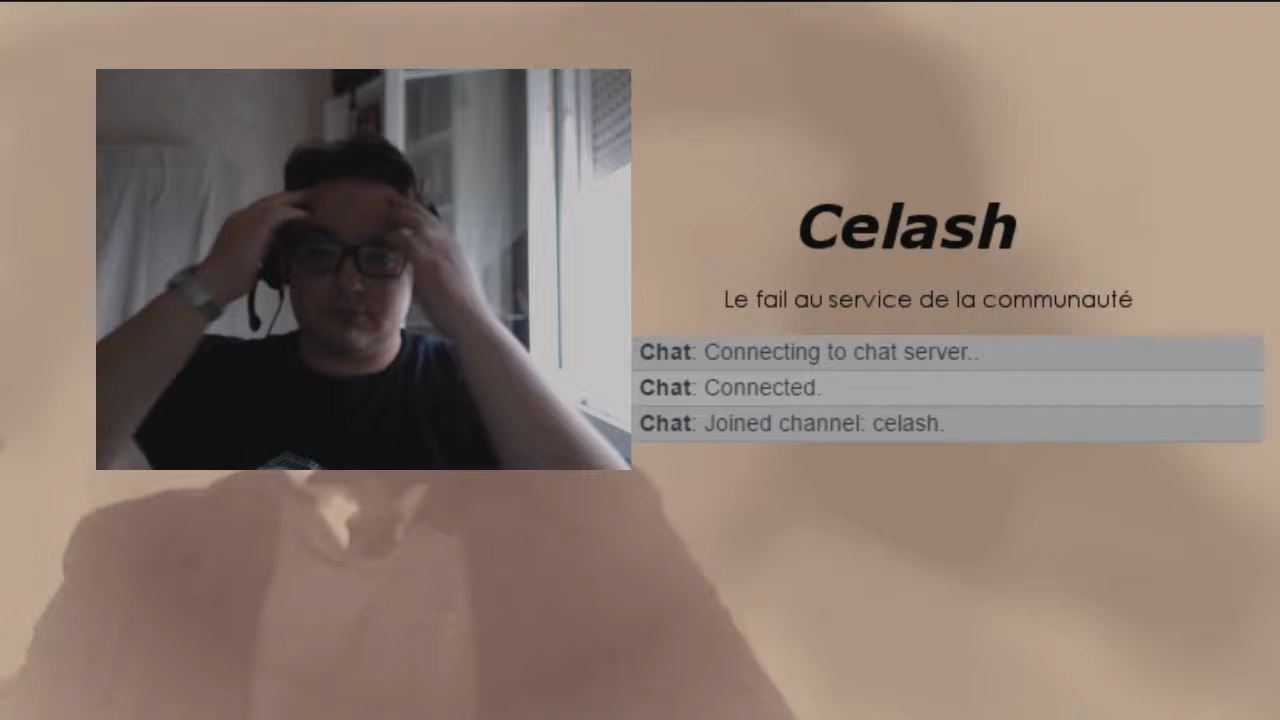 Celash
Le fail au service de la communauté
Chat: Connecting to chat server..
Chat: Connected.
Chat: Joined channel: celash.